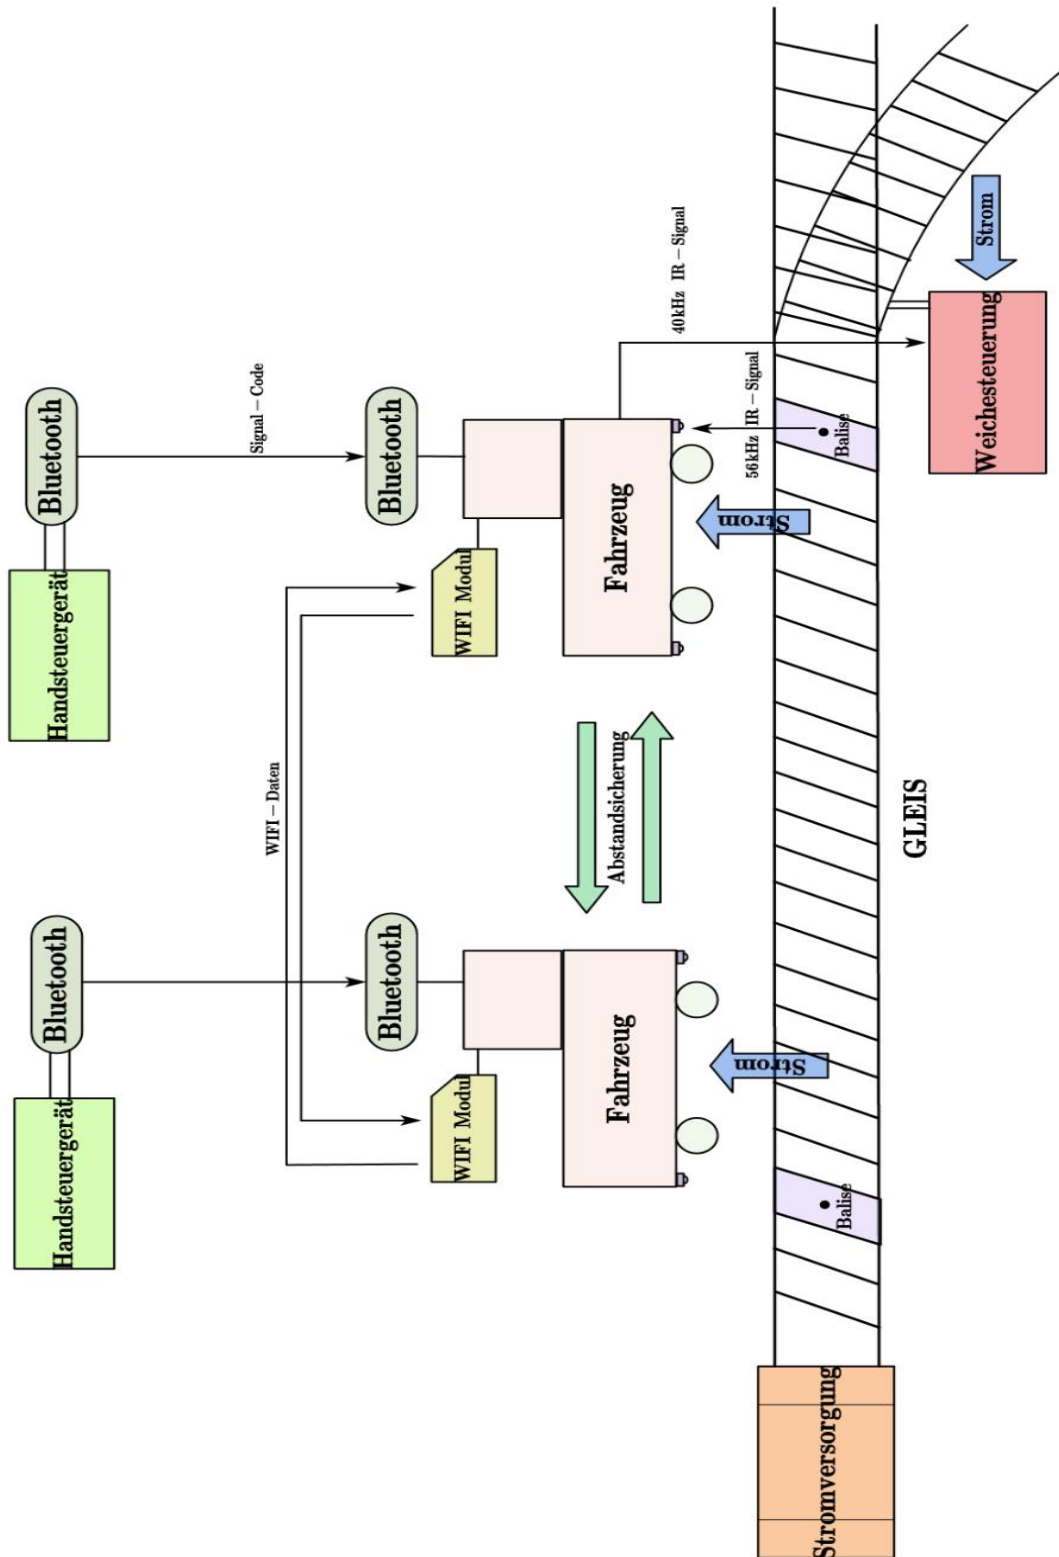 Handsteuergerät
Bluetooth
Handsteuergerät
Bluetooth
Signal – Code
WIFI – Daten
Bluetooth
Bluetooth
WIFI Modul
WIFI Modul
Fahrzeug
Abstandsicherung
Fahrzeug
40kHz IR – Signal
56kHz IR – Signal
Strom
Strom
Stromversorgung
Balise
Balise
GLEIS
Weichesteuerung
Strom